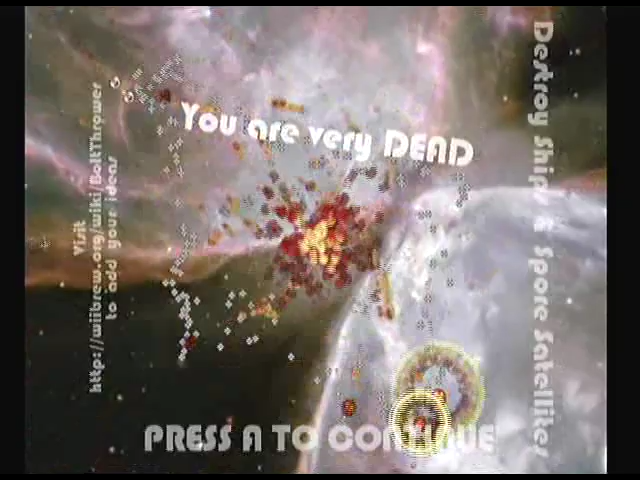 You are very DEAD
Visit
http://wiibrew.org/wiki/BoltThrower
to add your ideas
Destroy Ships & Spore Satellites
PRESS A TO CONTINUE